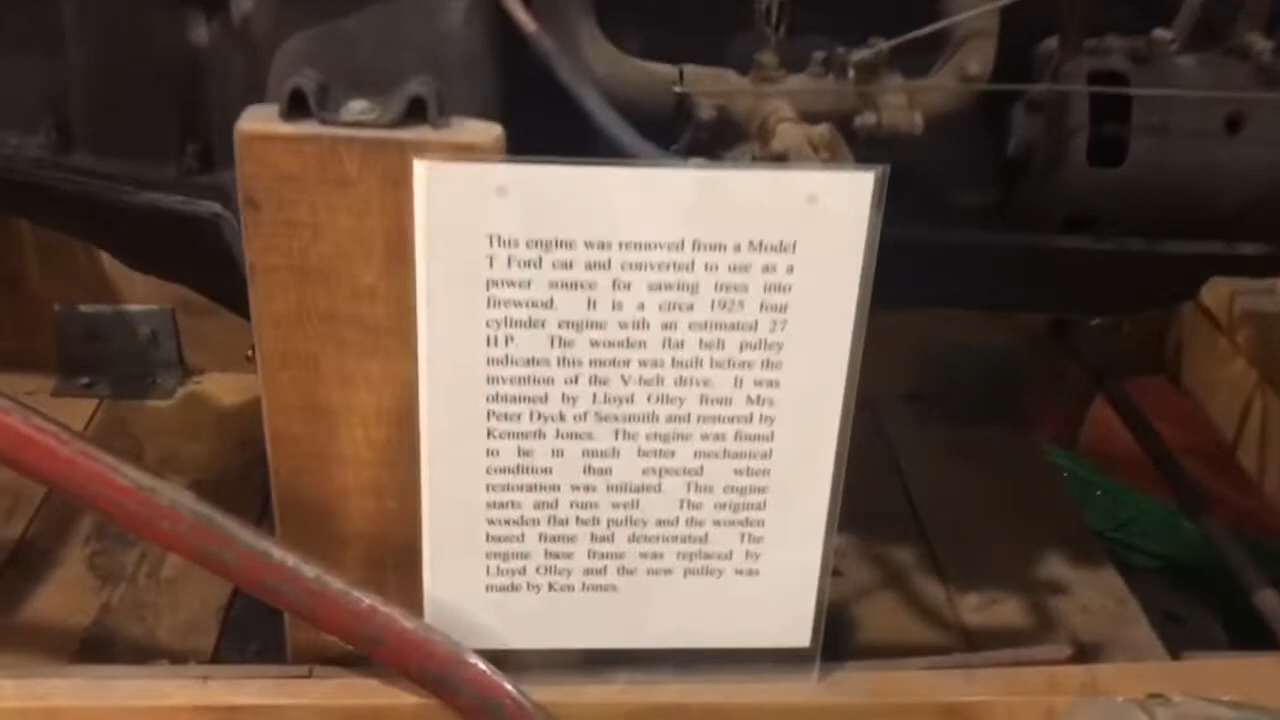 This engine was removed from a Model
T Ford car and converted to use as a
power source for sawing trees into
firewood. It is a circa 1925 four
cylinder engine with an estimated 27
H.P. The wooden flat belt pulley
indicates this motor was built before the
invention of the V-belt drive. It was
obtained by Lloyd Olley from Mrs.
Peter Dyck of Sexsmith and restored by
Kenneth Jones. The engine was found
to be in much better mechanical
condition than expected when
restoration was initiated. This engine
starts and runs well. The original
wooden flat belt pulley and the wooden
based frame had deteriorated. The
engine base frame was replaced by
Lloyd Olley and the new pulley was
made by Ken Jones.